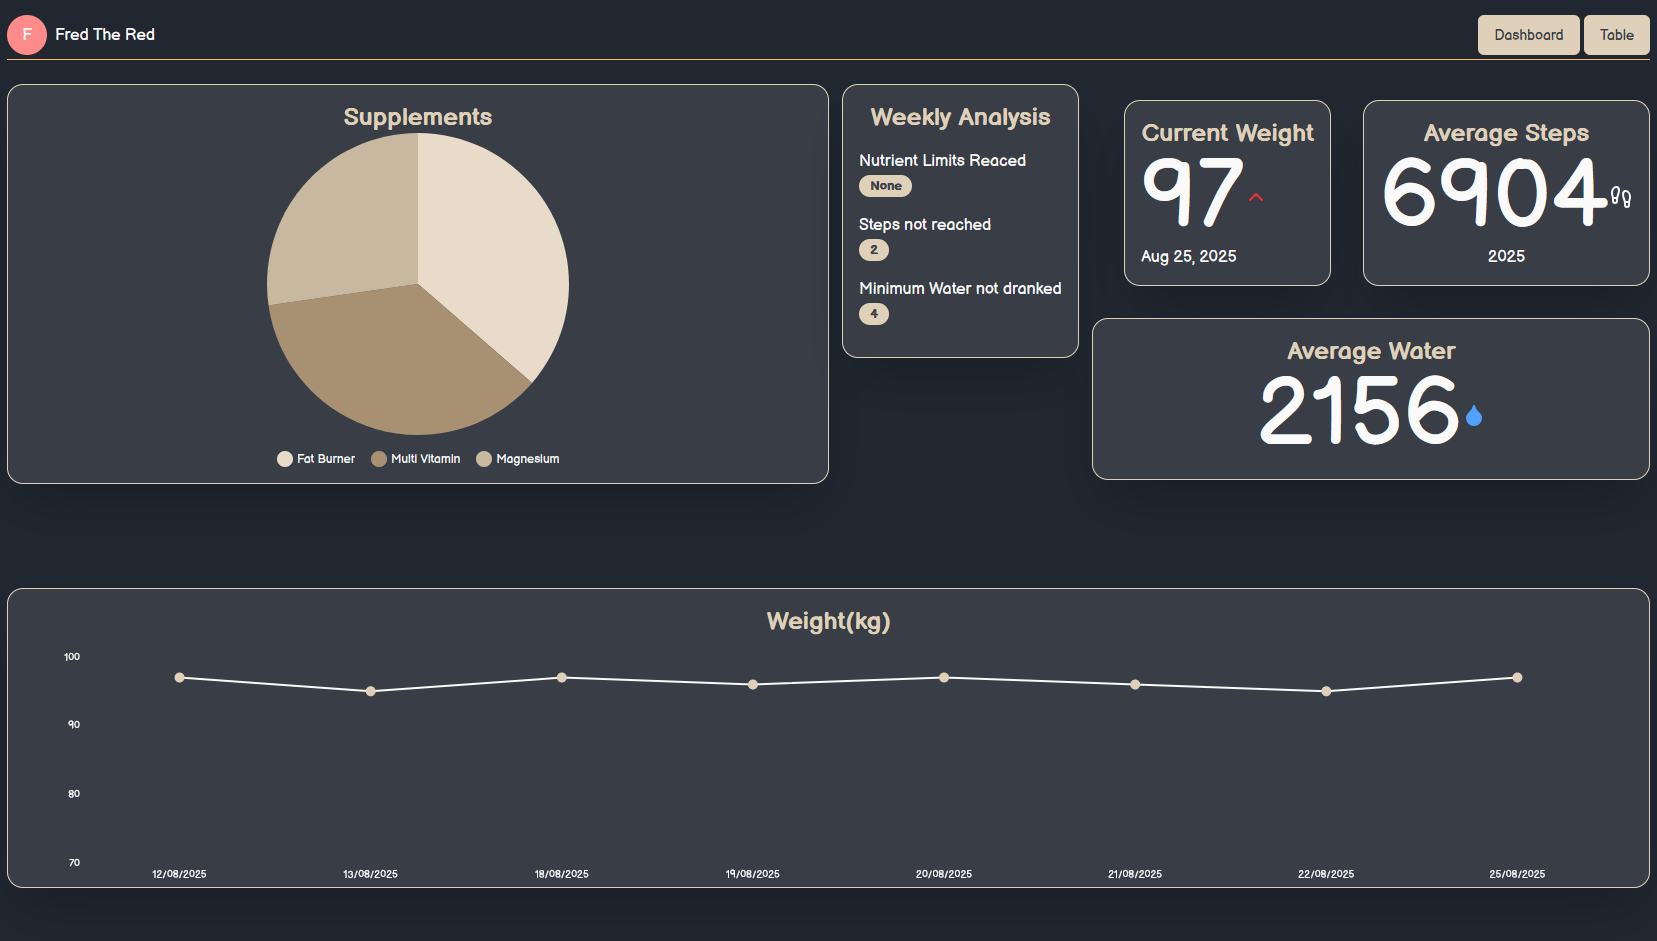 F Fred The Red
Dashboard Table
Supplements
Fat Burner Multi Vitamin Magnesium
Weekly Analysis
Nutrient Limits Reaced
None
Steps not reached
2
Minimum Water not dranked
4
Current Weight
97
Aug 25, 2025
Average Steps
6904
2025
Average Water
2156
Weight(kg)
100
90
80
70
12/08/2025 13/08/2025 18/08/2025 19/08/2025 20/08/2025 21/08/2025 22/08/2025 25/08/2025